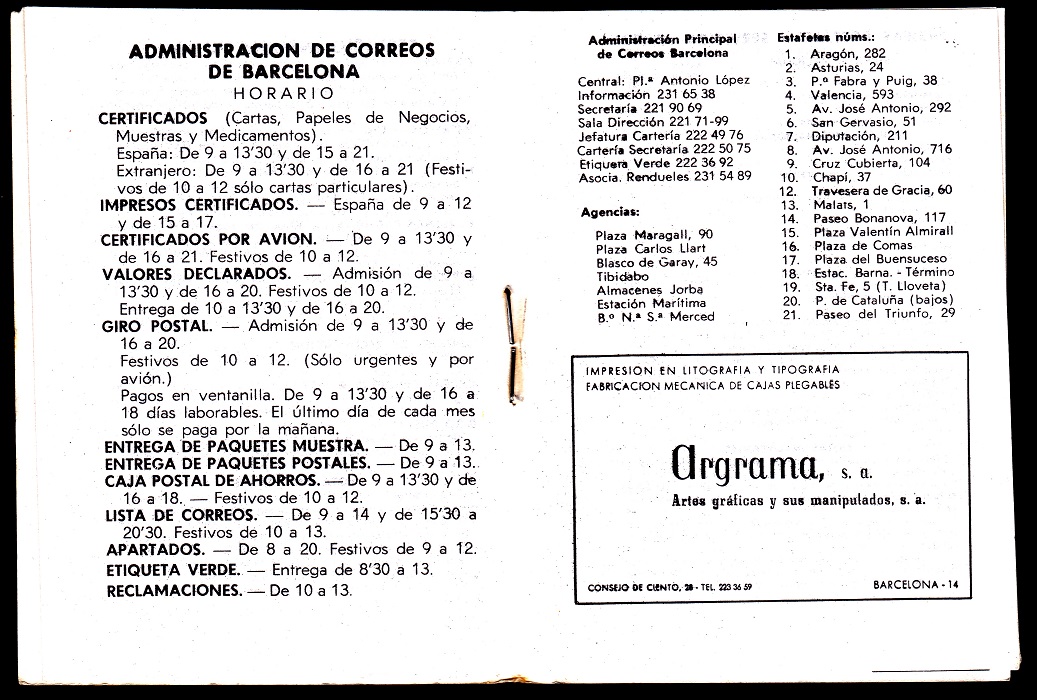 ADMINISTRACION DE CORREOS
DE BARCELONA
HORARIO
CERTIFICADOS (Cartas, Papeles de Negocios,
Muestras y Medicamentos).
España: De 9 a 13'30 y de 15 a 21.
Extranjero: De 9 a 13'30 y de 16 a 21 (Festi-
vos de 10 a 12 sólo cartas particulares).
IMPRESOS CERTIFICADOS. — España de 9 a 12
y de 15 a 17.
CERTIFICADOS POR AVION. — De 9 a 13'30 y
de 16 a 21. Festivos de 10 a 12.
VALORES DECLARADOS. — Admisión de 9 a
13'30 y de 16 a 20. Festivos de 10 a 12.
Entrega de 10 a 13'30 y de 16 a 20.
GIRO POSTAL. — Admisión de 9 a 13'30 y de
16 a 20.
Festivos de 10 a 12. (Sólo urgentes y por
avión.)
Pagos en ventanilla. De 9 a 13'30 y de 16 a
18 días laborables. El último día de cada mes
sólo se paga por la mañana.
ENTREGA DE PAQUETES MUESTRA. — De 9 a 13.
ENTREGA DE PAQUETES POSTALES. — De 9 a 13.
CAJA POSTAL DE AHORROS. — De 9 a 13'30 y de
16 a 18. — Festivos de 10 a 12.
LISTA DE CORREOS. — De 9 a 14 y de 15'30 a
20'30. Festivos de 10 a 13.
APARTADOS. — De 8 a 20. Festivos de 9 a 12.
ETIQUETA VERDE. — Entrega de 8'30 a 13.
RECLAMACIONES. — De 10 a 13.
Administración Principal
de Correos Barcelona
Central: Pl.ª Antonio López
Información 231 65 38
Secretaría 221 90 69
Sala Dirección 221 71-99
Jefatura Cartería 222 49 76
Cartería Secretaría 222 50 75
Etiquera Verde 222 36 92
Asocia. Rendueles 231 54 89
Agencias:
Plaza Maragall, 90
Plaza Carlos Llart
Blasco de Garay, 45
Tibidabo
Almacenes Jorba
Estación Marítima
B.º N.ª S.ª Merced
Estafetas núms.:
1. Aragón, 282
2. Asturias, 24
3. P.º Fabra y Puig, 38
4. Valencia, 593
5. Av. José Antonio, 292
6. San Gervasio, 51
7. Diputación, 211
8. Av. José Antonio, 716
9. Cruz Cubierta, 104
10. Chapí, 37
12. Travesera de Gracia, 60
13. Malats, 1
14. Paseo Bonanova, 117
15. Plaza Valentín Almirall
16. Plaza de Comas
17. Plaza del Buensuceso
18. Estac. Barna. - Término
19. Sta. Fe, 5 (T. Lloveta)
20. P. de Cataluña (bajos)
21. Paseo del Triunfo, 29
IMPRESION EN LITOGRAFIA Y TIPOGRAFIA
FABRICACION MECANICA DE CAJAS PLEGABLES
Argrama, s. a.
Artes gráficas y sus manipulados, s. a.
CONSEJO DE CIENTO, 28 - TEL. 223 36 59
BARCELONA - 14